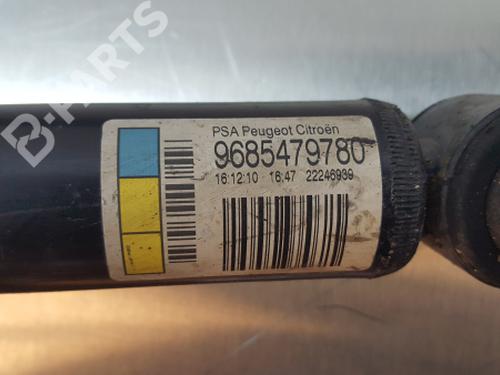 B-PARTS
PSA Peugeot Citroën
9685479780
16.12.10 16:47 22246939